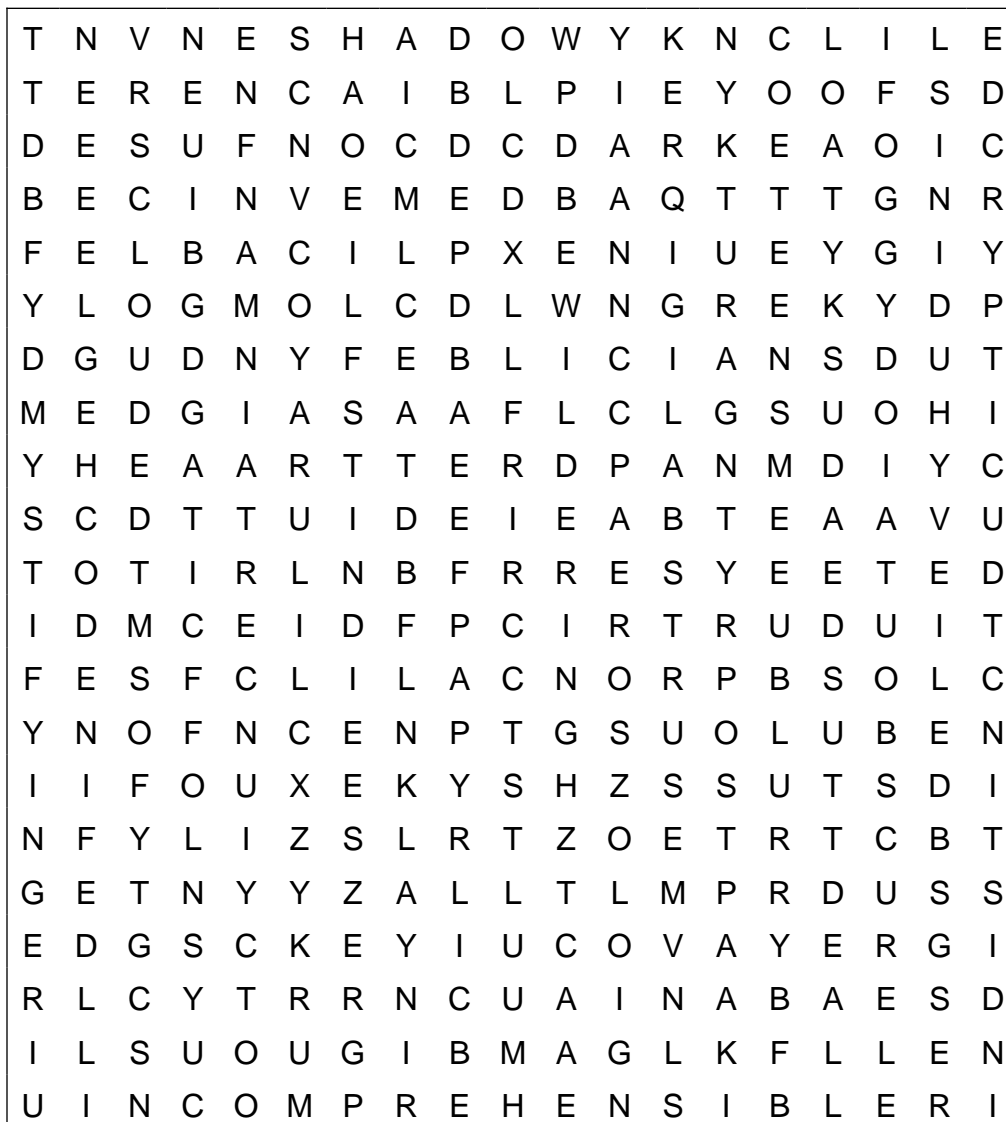 T N V N E S H A D O W Y K N C L I L E
T E R E N C A I B L P I E Y O O F S D
D E S U F N O C D C D A R K E A O I C
B E C I N V E M E D B A Q T T T G N R
F E L B A C I L P X E N I U E Y G I Y
Y L O G M O L C D L W N G R E K Y D P
D G U D N Y F E B L I C I A N S D U T
M E D G I A S A A F L C L G S U O H I
Y H E A A R T T E R D P A N M D I Y C
S C D T T U I D E I E A B T E A A V U
T O T I R L N B F R R E S Y E E T E D
I D M C E I D F P C I R T R U D U I T
F E S F C L I L A C N O R P B S O L C
Y N O F N C E N P T G S U O L U B E N
I I F O U X E K Y S H Z S S U T S D I
N F Y L I Z S L R T Z O E T R T C B T
G E T N Y Y Z A L L T L M P R D U S S
E D G S C K E Y I U C O V A Y E R G I
R L C Y T R R N C U A I N A B A E S D
I L S U O U G I B M A G L K F L L E N
U I N C O M P R E H E N S I B L E R I